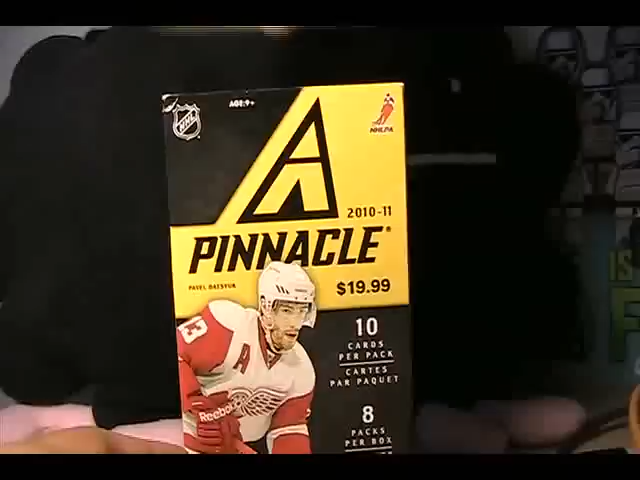 AGE:9+
NHL
NHLPA
2010-11
PINNACLE®
PAVEL DATSYUK
$19.99
10
CARDS
PER PACK
CARTES
PAR PAQUET
13
A
Reebok
8
PACKS
PER BOX
IS